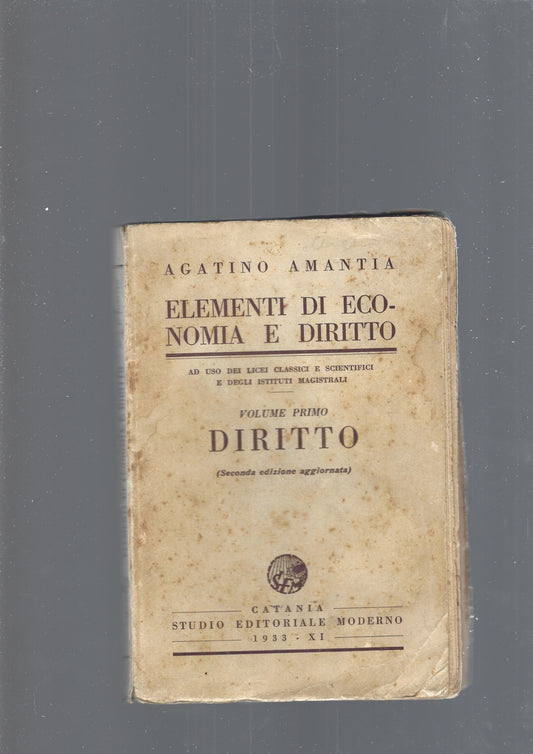 AGATINO AMANTIA
ELEMENTI DI ECO-
NOMIA E DIRITTO
AD USO DEI LICEI CLASSICI E SCIENTIFICI
E DEGLI ISTITUTI MAGISTRALI
VOLUME PRIMO
DIRITTO
(Seconda edizione aggiornata)
SEM
CATANIA
STUDIO EDITORIALE MODERNO
1933 - XI